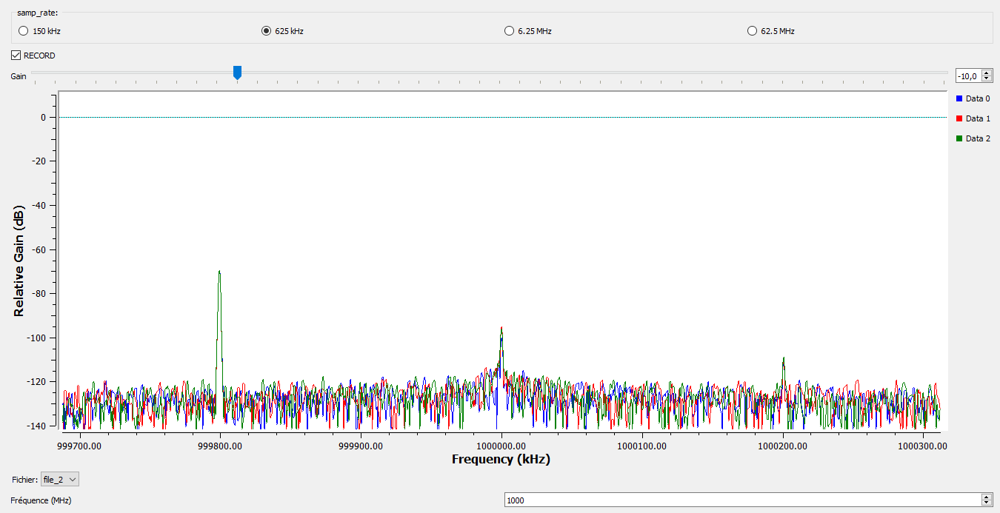 samp_rate:
150 kHz 625 kHz 6.25 MHz 62.5 MHz
RECORD
Gain -10,0
Data 0
Data 1
Data 2
0
-20
-40
-60
-80
-100
-120
-140
Relative Gain (dB)
999700.00 999800.00 999900.00 1000000.00 1000100.00 1000200.00 1000300.00
Frequency (kHz)
Fichier: file_2
Fréquence (MHz) 1000